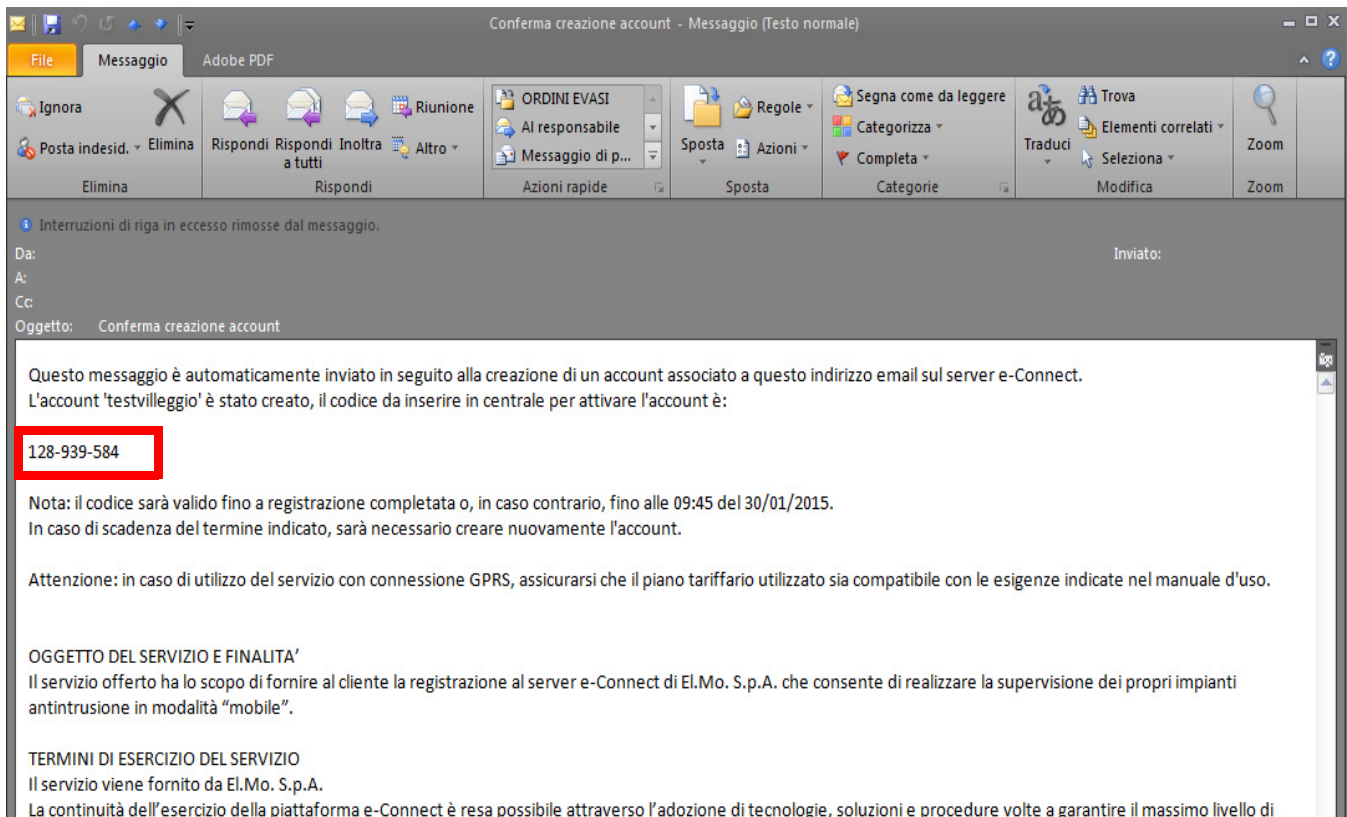 Conferma creazione account - Messaggio (Testo normale)
File Messaggio Adobe PDF
Ignora
Posta indesid.
Elimina
Elimina
Rispondi Rispondi a tutti Inoltra
Riunione
Altro
Rispondi
ORDINI EVASI
Al responsabile
Messaggio di p...
Azioni rapide
Sposta
Regole
Azioni
Sposta
Segna come da leggere
Categorizza
Completa
Categorie
Traduci
Trova
Elementi correlati
Seleziona
Modifica
Zoom
Zoom
Interruzioni di riga in eccesso rimosse dal messaggio.
Da: Inviato:
A:
Cc:
Oggetto: Conferma creazione account
Questo messaggio è automaticamente inviato in seguito alla creazione di un account associato a questo indirizzo email sul server e-Connect.
L'account 'testvilleggio' è stato creato, il codice da inserire in centrale per attivare l'account è:
128-939-584
Nota: il codice sarà valido fino a registrazione completata o, in caso contrario, fino alle 09:45 del 30/01/2015.
In caso di scadenza del termine indicato, sarà necessario creare nuovamente l'account.
Attenzione: in caso di utilizzo del servizio con connessione GPRS, assicurarsi che il piano tariffario utilizzato sia compatibile con le esigenze indicate nel manuale d'uso.
OGGETTO DEL SERVIZIO E FINALITA’
Il servizio offerto ha lo scopo di fornire al cliente la registrazione al server e-Connect di El.Mo. S.p.A. che consente di realizzare la supervisione dei propri impianti
antintrusione in modalità “mobile”.
TERMINI DI ESERCIZIO DEL SERVIZIO
Il servizio viene fornito da El.Mo. S.p.A.
La continuità dell’esercizio della piattaforma e-Connect è resa possibile attraverso l’adozione di tecnologie, soluzioni e procedure volte a garantire il massimo livello di